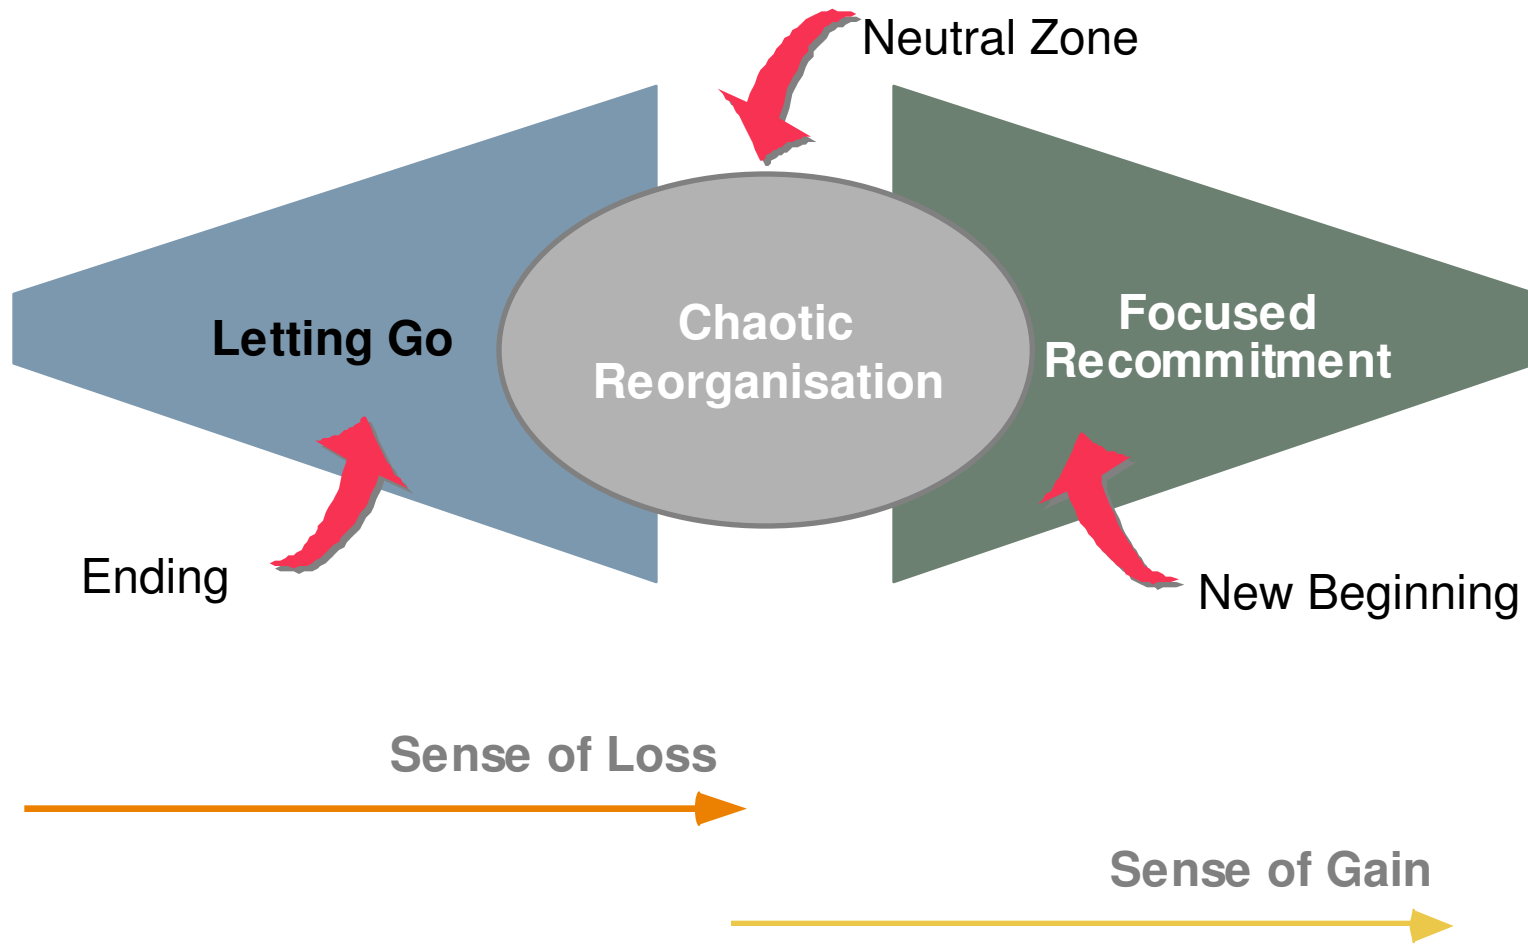 Neutral Zone
Letting Go
Chaotic
Reorganisation
Focused
Recommitment
Ending
New Beginning
Sense of Loss
Sense of Gain